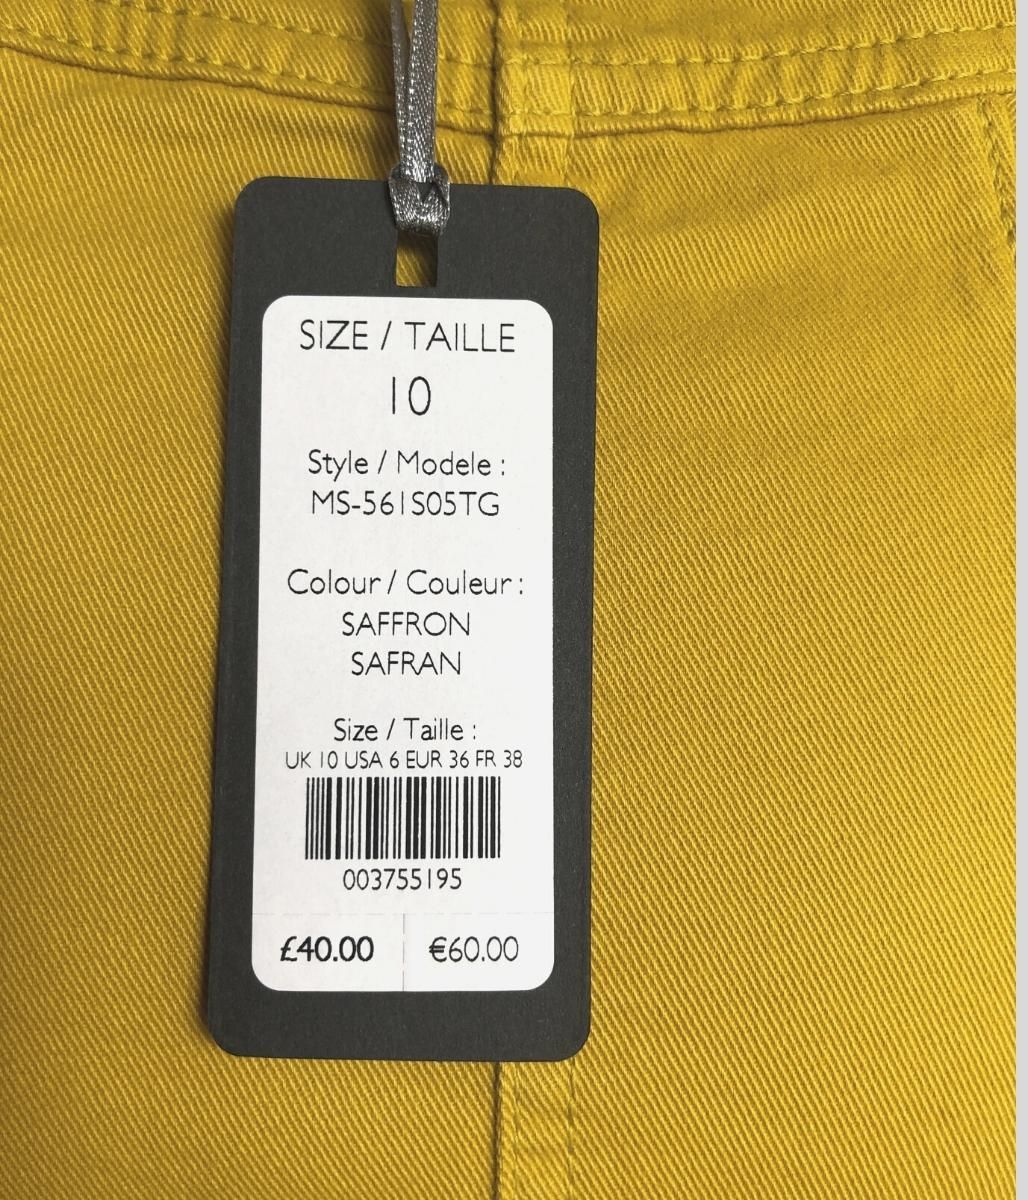 SIZE / TAILLE
10
Style / Modele :
MS-561S05TG
Colour / Couleur :
SAFFRON
SAFRAN
Size / Taille :
UK 10 USA 6 EUR 36 FR 38
003755195
£40.00 €60.00